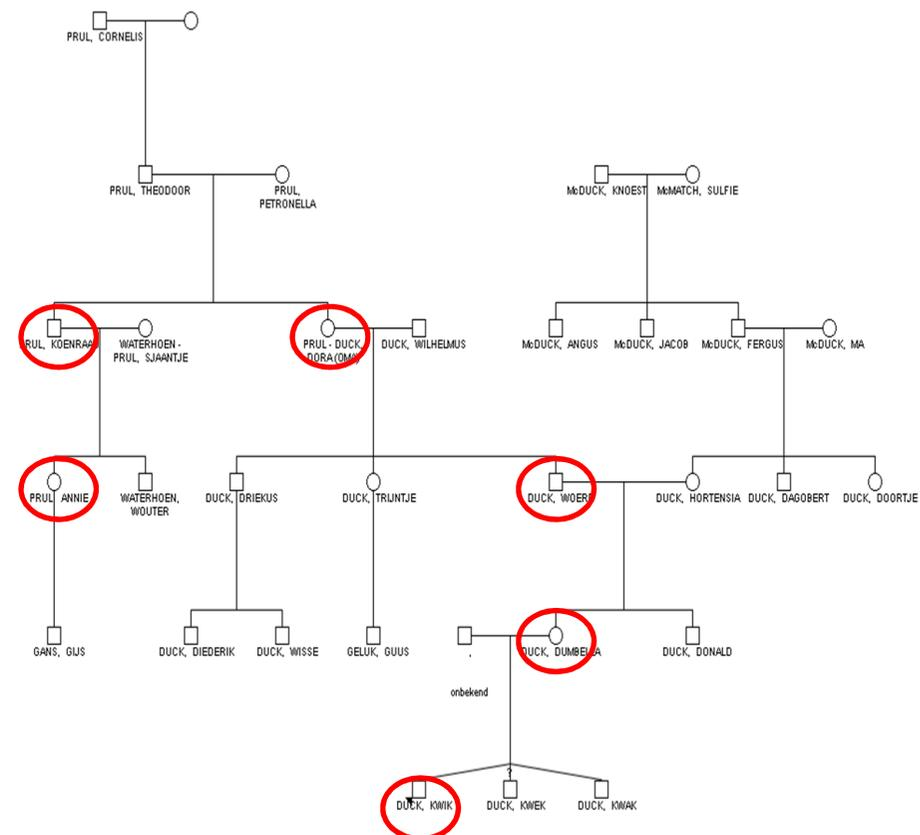 PRUL, CORNELIS
PRUL, THEODOOR
PRUL,
PETRONELLA
McDUCK, KNOEST
McMATCH, SULFIE
RUL, KOENRAA
WATERHOEN -
PRUL, SJAANTJE
PRUL - DUCK,
DORA (OMA)
DUCK, WILHELMUS
McDUCK, ANGUS
McDUCK, JACOB
McDUCK, FERGUS
McDUCK, MA
PRUL, ANNIE
WATERHOEN,
WOUTER
DUCK, DRIEKUS
DUCK, TRIJNTJE
DUCK, WOERD
DUCK, HORTENSIA
DUCK, DAGOBERT
DUCK, DOORTJE
GANS, GIJS
DUCK, DIEDERIK
DUCK, WISSE
GELUK, GUUS
,
DUCK, DUMBELLA
DUCK, DONALD
onbekend
?
DUCK, KWIK
DUCK, KWEK
DUCK, KWAK